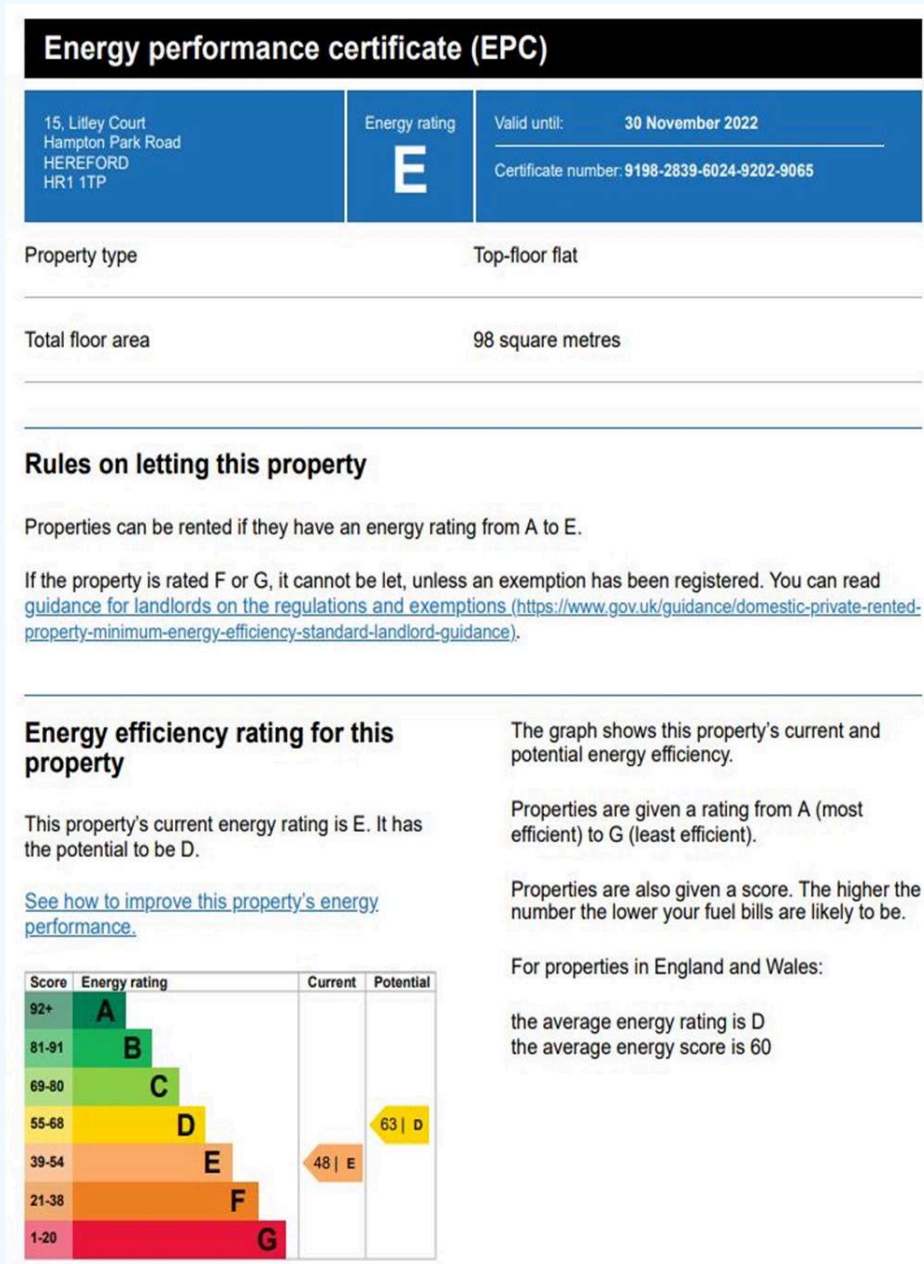 Energy performance certificate (EPC)
15, Litley Court
Hampton Park Road
HEREFORD
HR1 1TP
Energy rating
E
Valid until: 30 November 2022
Certificate number: 9198-2839-6024-9202-9065
Property type Top-floor flat
Total floor area 98 square metres
Rules on letting this property
Properties can be rented if they have an energy rating from A to E.
If the property is rated F or G, it cannot be let, unless an exemption has been registered. You can read
guidance for landlords on the regulations and exemptions (https://www.gov.uk/guidance/domestic-private-rented-
property-minimum-energy-efficiency-standard-landlord-guidance).
Energy efficiency rating for this
property
This property's current energy rating is E. It has
the potential to be D.
See how to improve this property's energy
performance.
Score Energy rating Current Potential
92+ A
81-91 B
69-80 C
55-68 D 63 | D
39-54 E 48 | E
21-38 F
1-20 G
The graph shows this property's current and
potential energy efficiency.
Properties are given a rating from A (most
efficient) to G (least efficient).
Properties are also given a score. The higher the
number the lower your fuel bills are likely to be.
For properties in England and Wales:
the average energy rating is D
the average energy score is 60